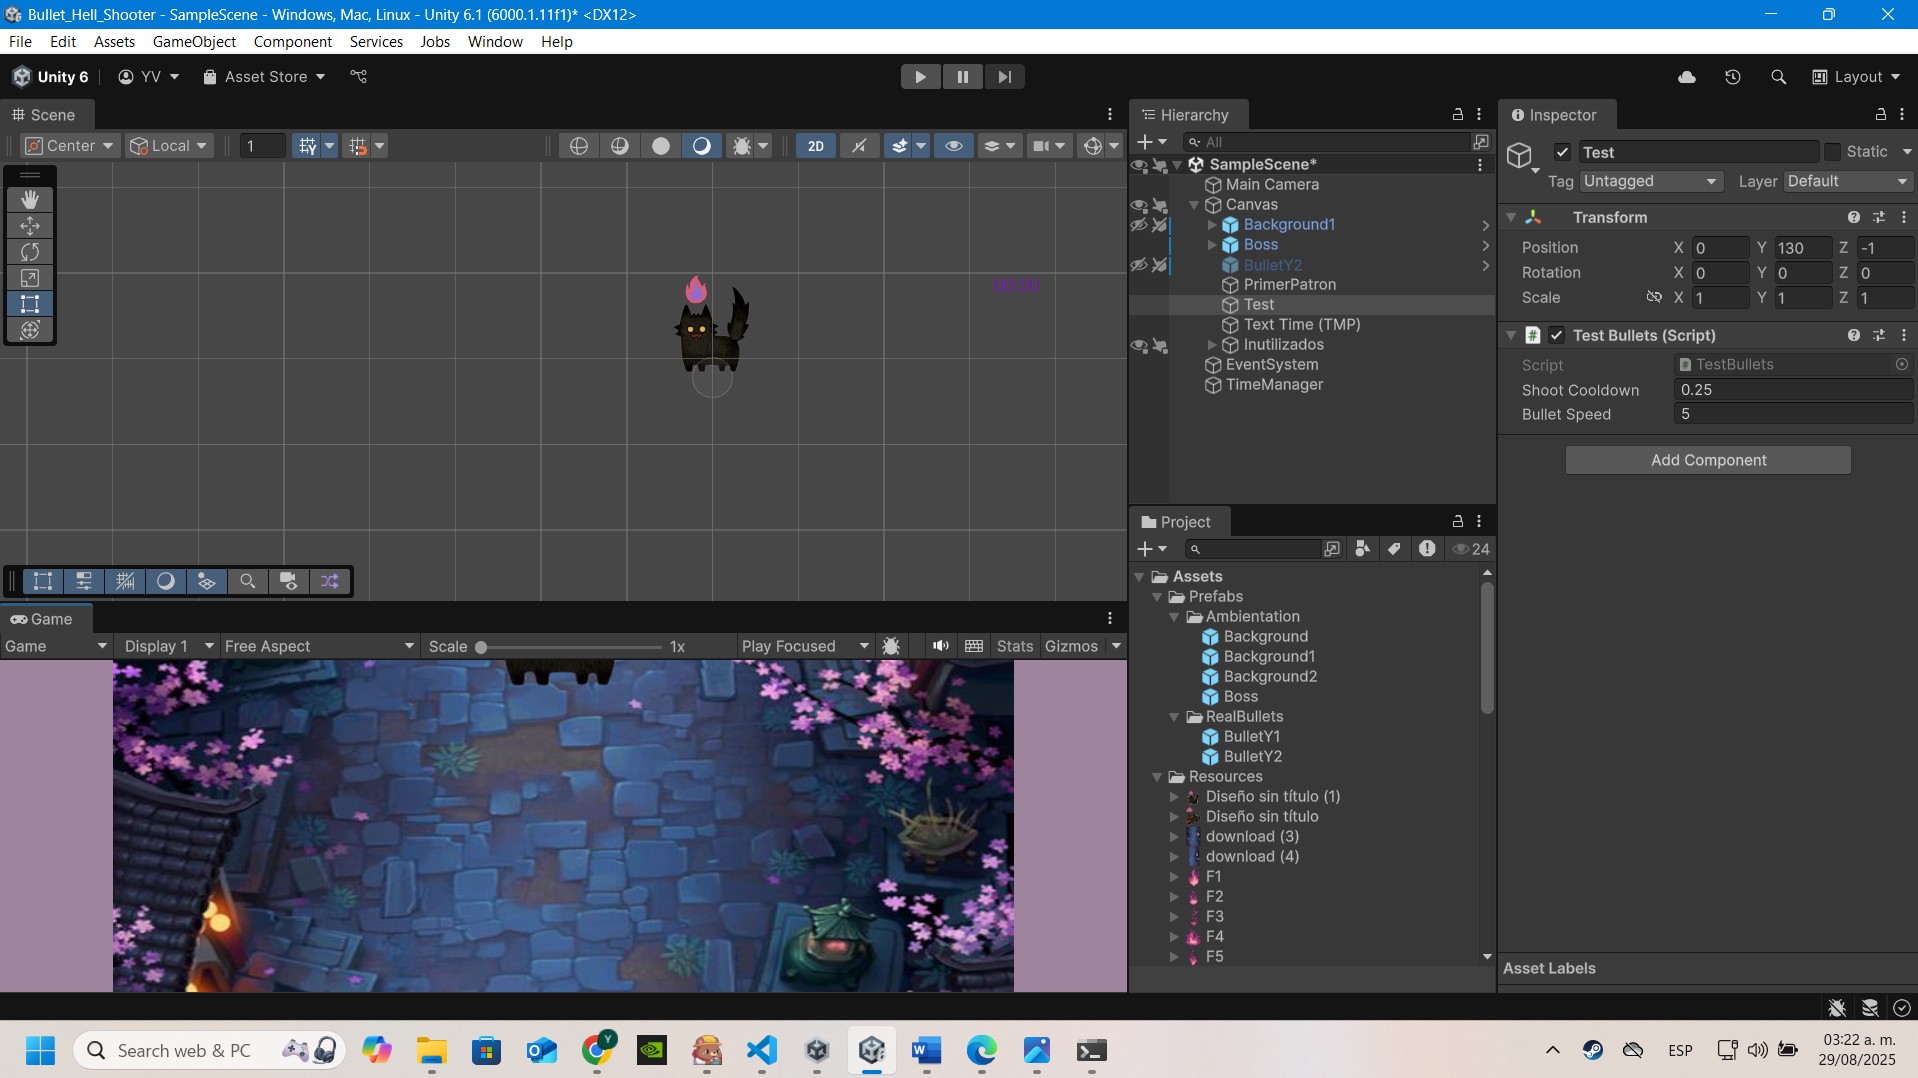 Bullet_Hell_Shooter - SampleScene - Windows, Mac, Linux - Unity 6.1 (6000.1.11f1)* <DX12>
File Edit Assets GameObject Component Services Jobs Window Help
Unity 6 YV Asset Store Layout
Scene
Center Local 1 2D
00:00
Hierarchy
All
SampleScene*
Main Camera
Canvas
Background1
Boss
BulletY2
PrimerPatron
Test
Text Time (TMP)
Inutilizados
EventSystem
TimeManager
Inspector
Test Static
Tag Untagged Layer Default
Transform
Position X 0 Y 130 Z -1
Rotation X 0 Y 0 Z 0
Scale X 1 Y 1 Z 1
Test Bullets (Script)
Script TestBullets
Shoot Cooldown 0.25
Bullet Speed 5
Add Component
Game
Game Display 1 Free Aspect Scale 1x Play Focused Stats Gizmos
Project
24
Assets
Prefabs
Ambientation
Background
Background1
Background2
Boss
RealBullets
BulletY1
BulletY2
Resources
Diseño sin título (1)
Diseño sin título
download (3)
download (4)
F1
F2
F3
F4
F5
Asset Labels
Search web & PC
Y
ESP
03:22 a. m.
29/08/2025